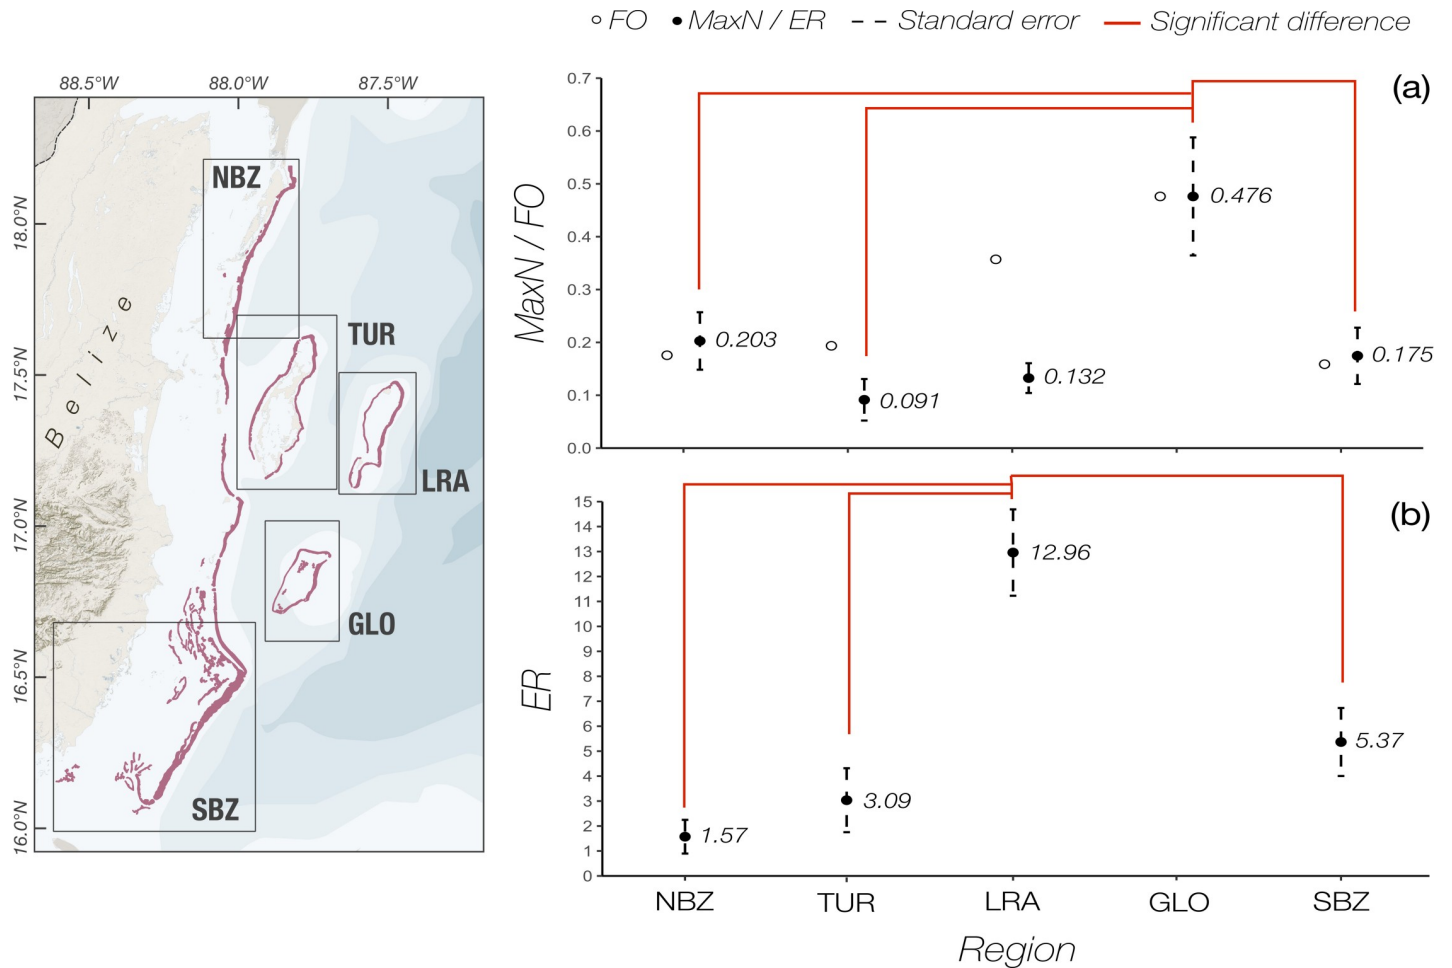 FO MaxN / ER Standard error Significant difference
88.5°W 88.0°W 87.5°W
18.0°N
17.5°N
17.0°N
16.5°N
16.0°N
Belize
NBZ
TUR
LRA
GLO
SBZ
(a)
MaxN / FO
0.7
0.6
0.5
0.4
0.3
0.2
0.1
0.0
0.203
0.091
0.132
0.476
0.175
(b)
ER
15
14
13
12
11
10
9
8
7
6
5
4
3
2
1
0
1.57
3.09
12.96
5.37
NBZ TUR LRA GLO SBZ
Region